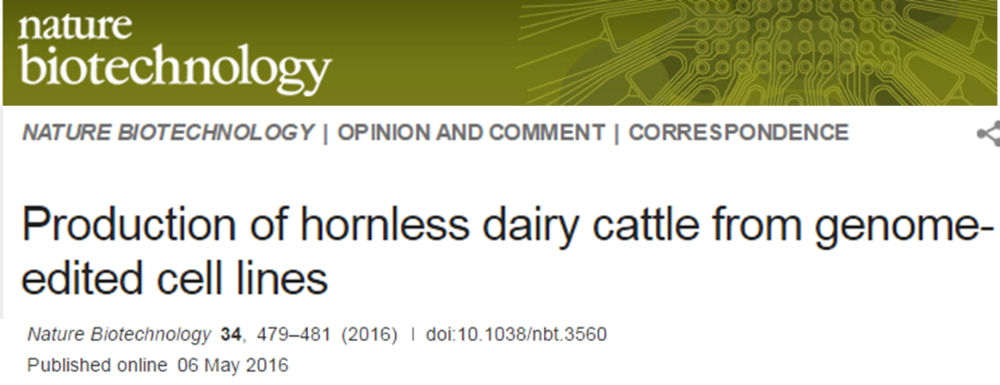 nature
biotechnology
NATURE BIOTECHNOLOGY | OPINION AND COMMENT | CORRESPONDENCE
Production of hornless dairy cattle from genome-
edited cell lines
Nature Biotechnology 34, 479–481 (2016) | doi:10.1038/nbt.3560
Published online 06 May 2016